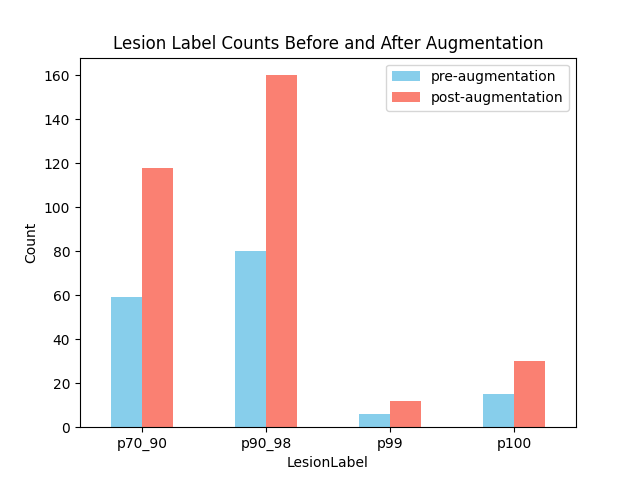 Lesion Label Counts Before and After Augmentation
pre-augmentation
post-augmentation
160
140
120
100
80
60
40
20
0
Count
p70_90 p90_98 p99 p100
LesionLabel